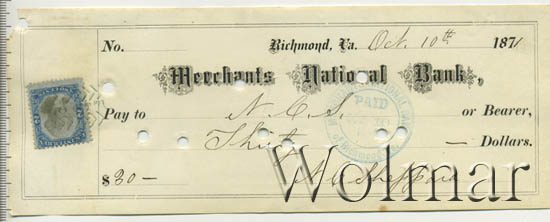 No. Richmond, Va. Oct. 10th 1871
Merchants National Bank,
Pay to N.C.S. or Bearer,
Thirty — Dollars.
$30 —
PAID
Wolmar